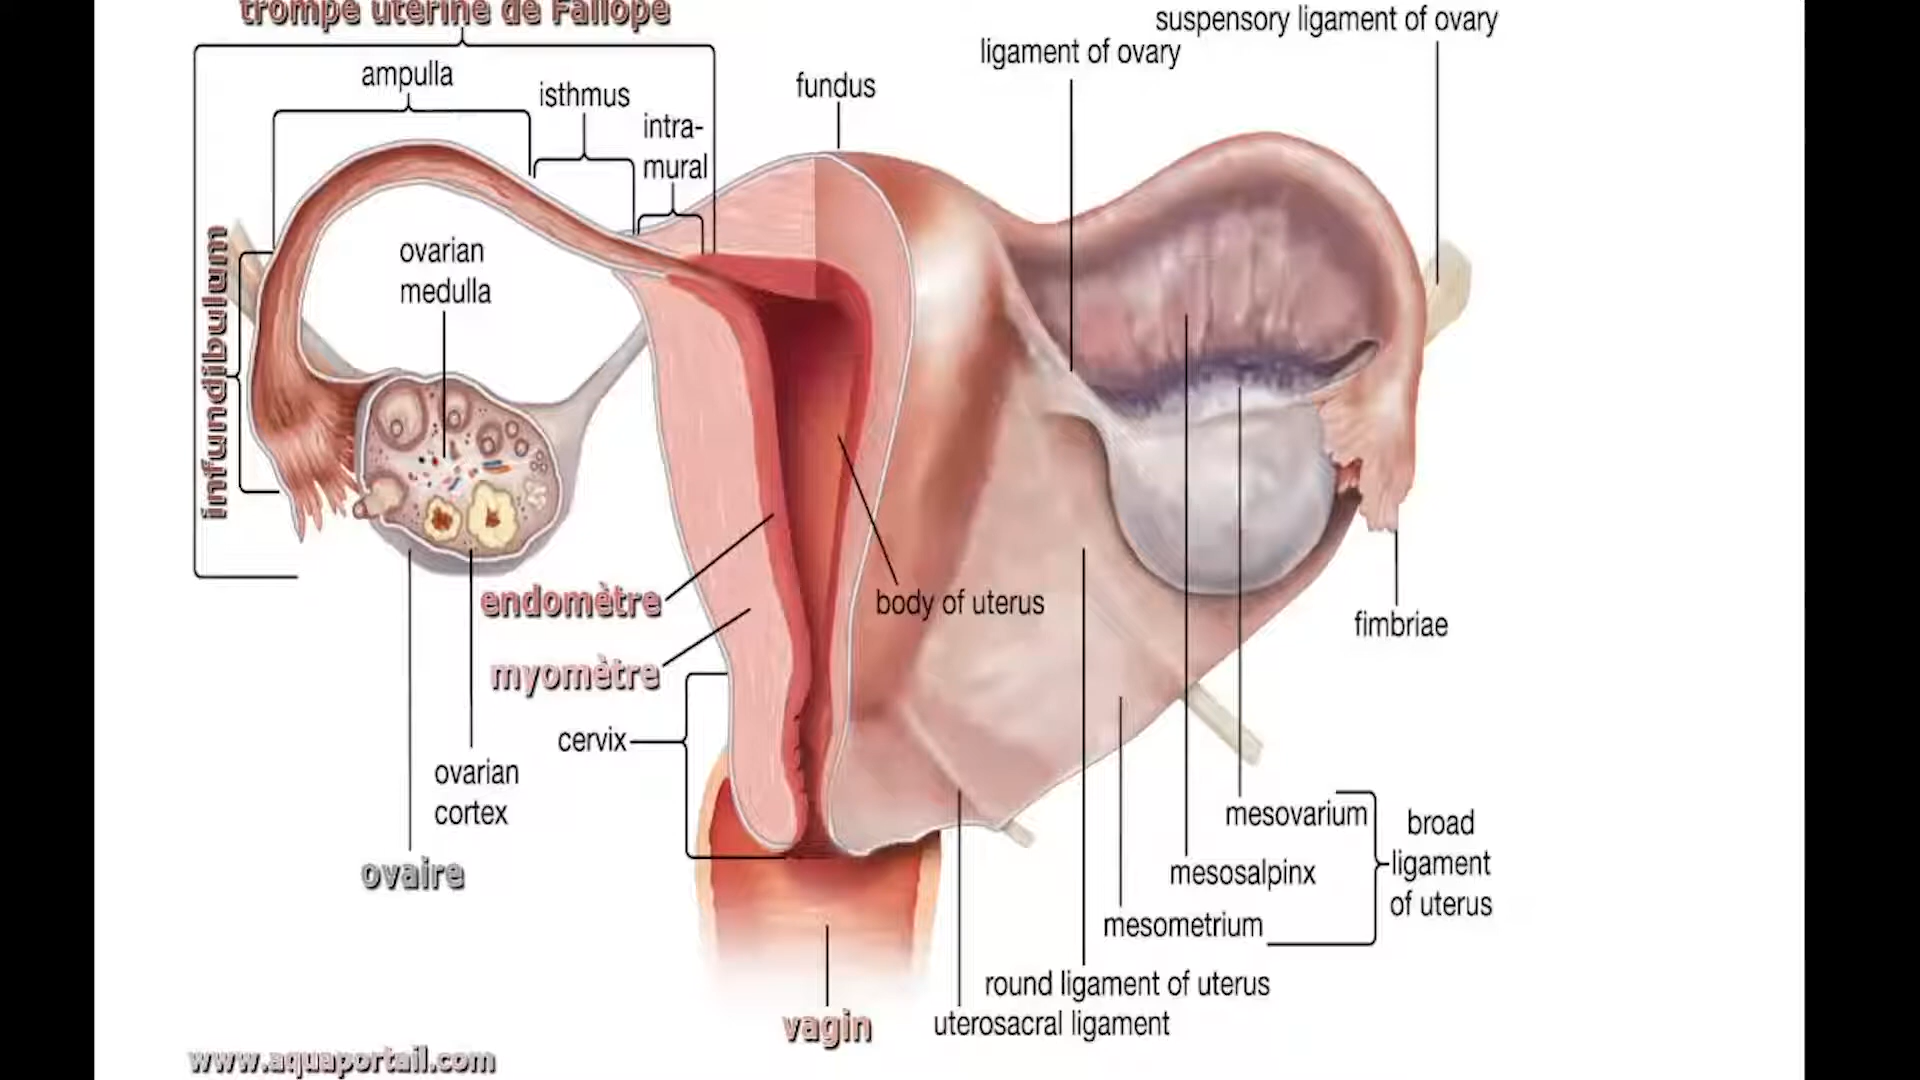 trompe utérine de Fallope
suspensory ligament of ovary
ligament of ovary
ampulla
isthmus
fundus
intra-
mural
ovarian
medulla
infundibulum
endomètre
body of uterus
fimbriae
myomètre
cervix
ovarian
cortex
ovaire
mesovarium
broad
ligament
of uterus
mesosalpinx
mesometrium
round ligament of uterus
vagin
uterosacral ligament
www.aquaportail.com